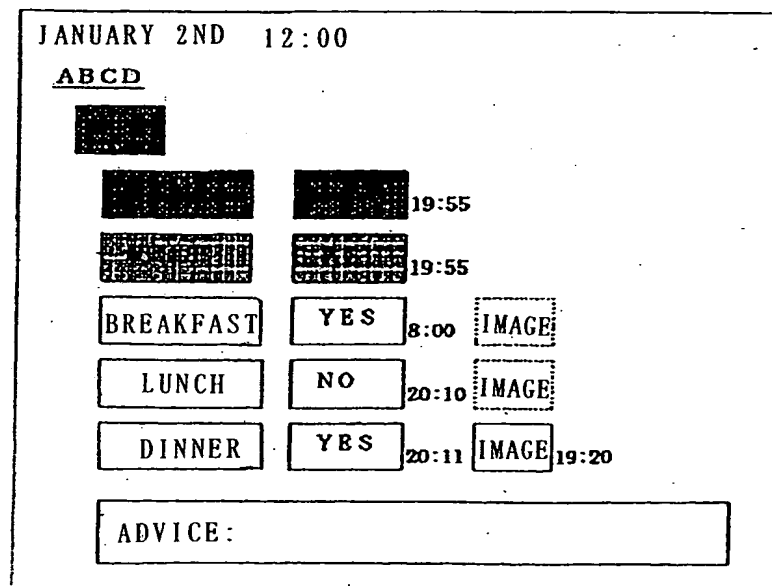 JANUARY 2ND 12:00
ABCD
19:55
19:55
BREAKFAST YES 8:00 IMAGE
LUNCH NO 20:10 IMAGE
DINNER YES 20:11 IMAGE 19:20
ADVICE: